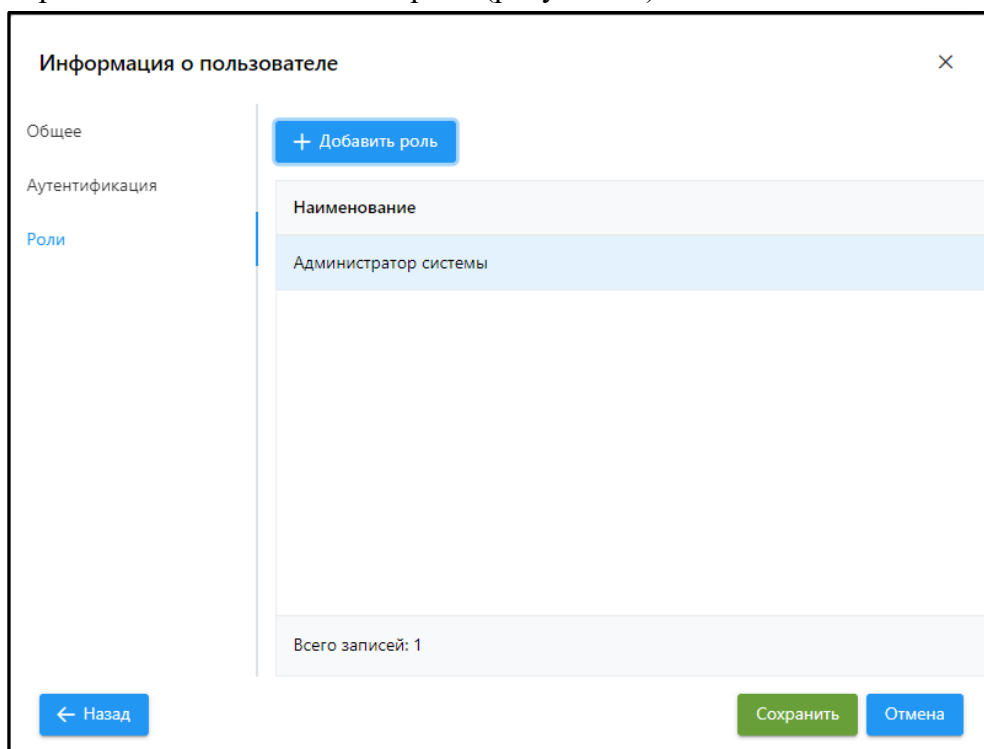 Информация о пользователе
Общее
Аутентификация
Роли
+ Добавить роль
Наименование
Администратор системы
Всего записей: 1
← Назад
Сохранить
Отмена